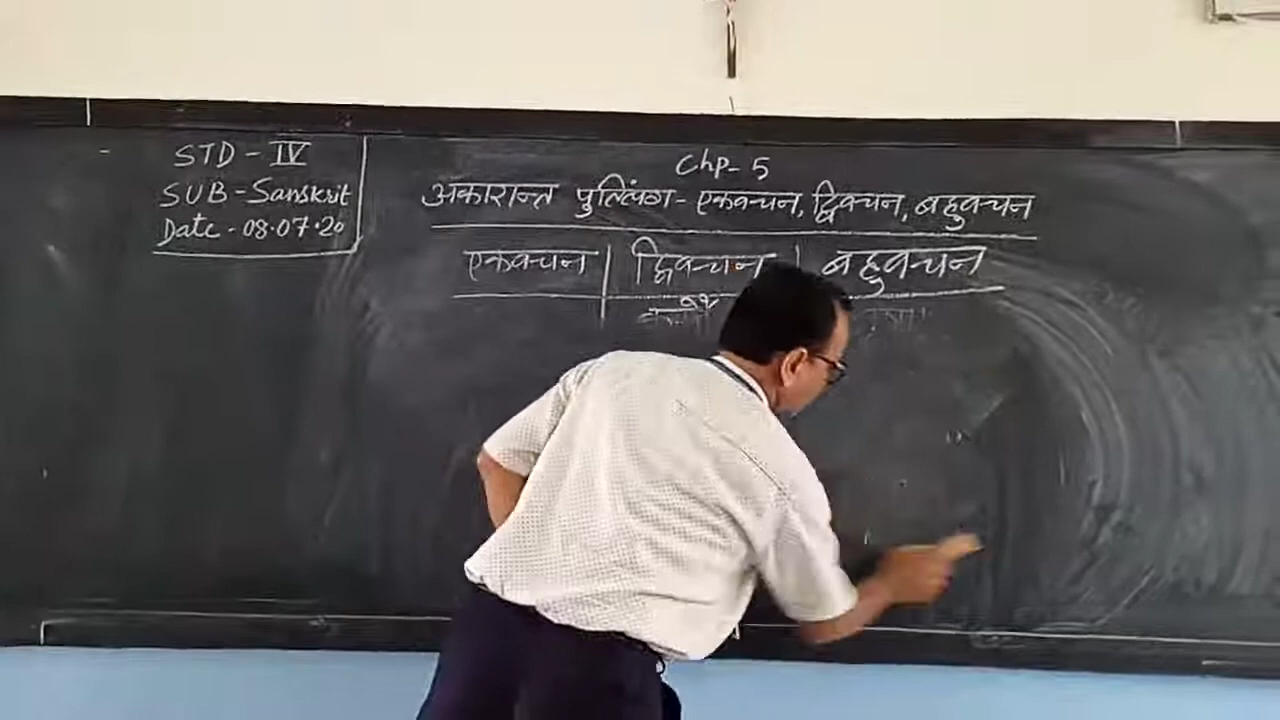 STD - IV
SUB - Sanskrit
Date - 08.07.20
Chp - 5
अकारान्त पुल्लिंग - एकवचन, द्विवचन, बहुवचन
एकवचन | द्विवचन | बहुवचन